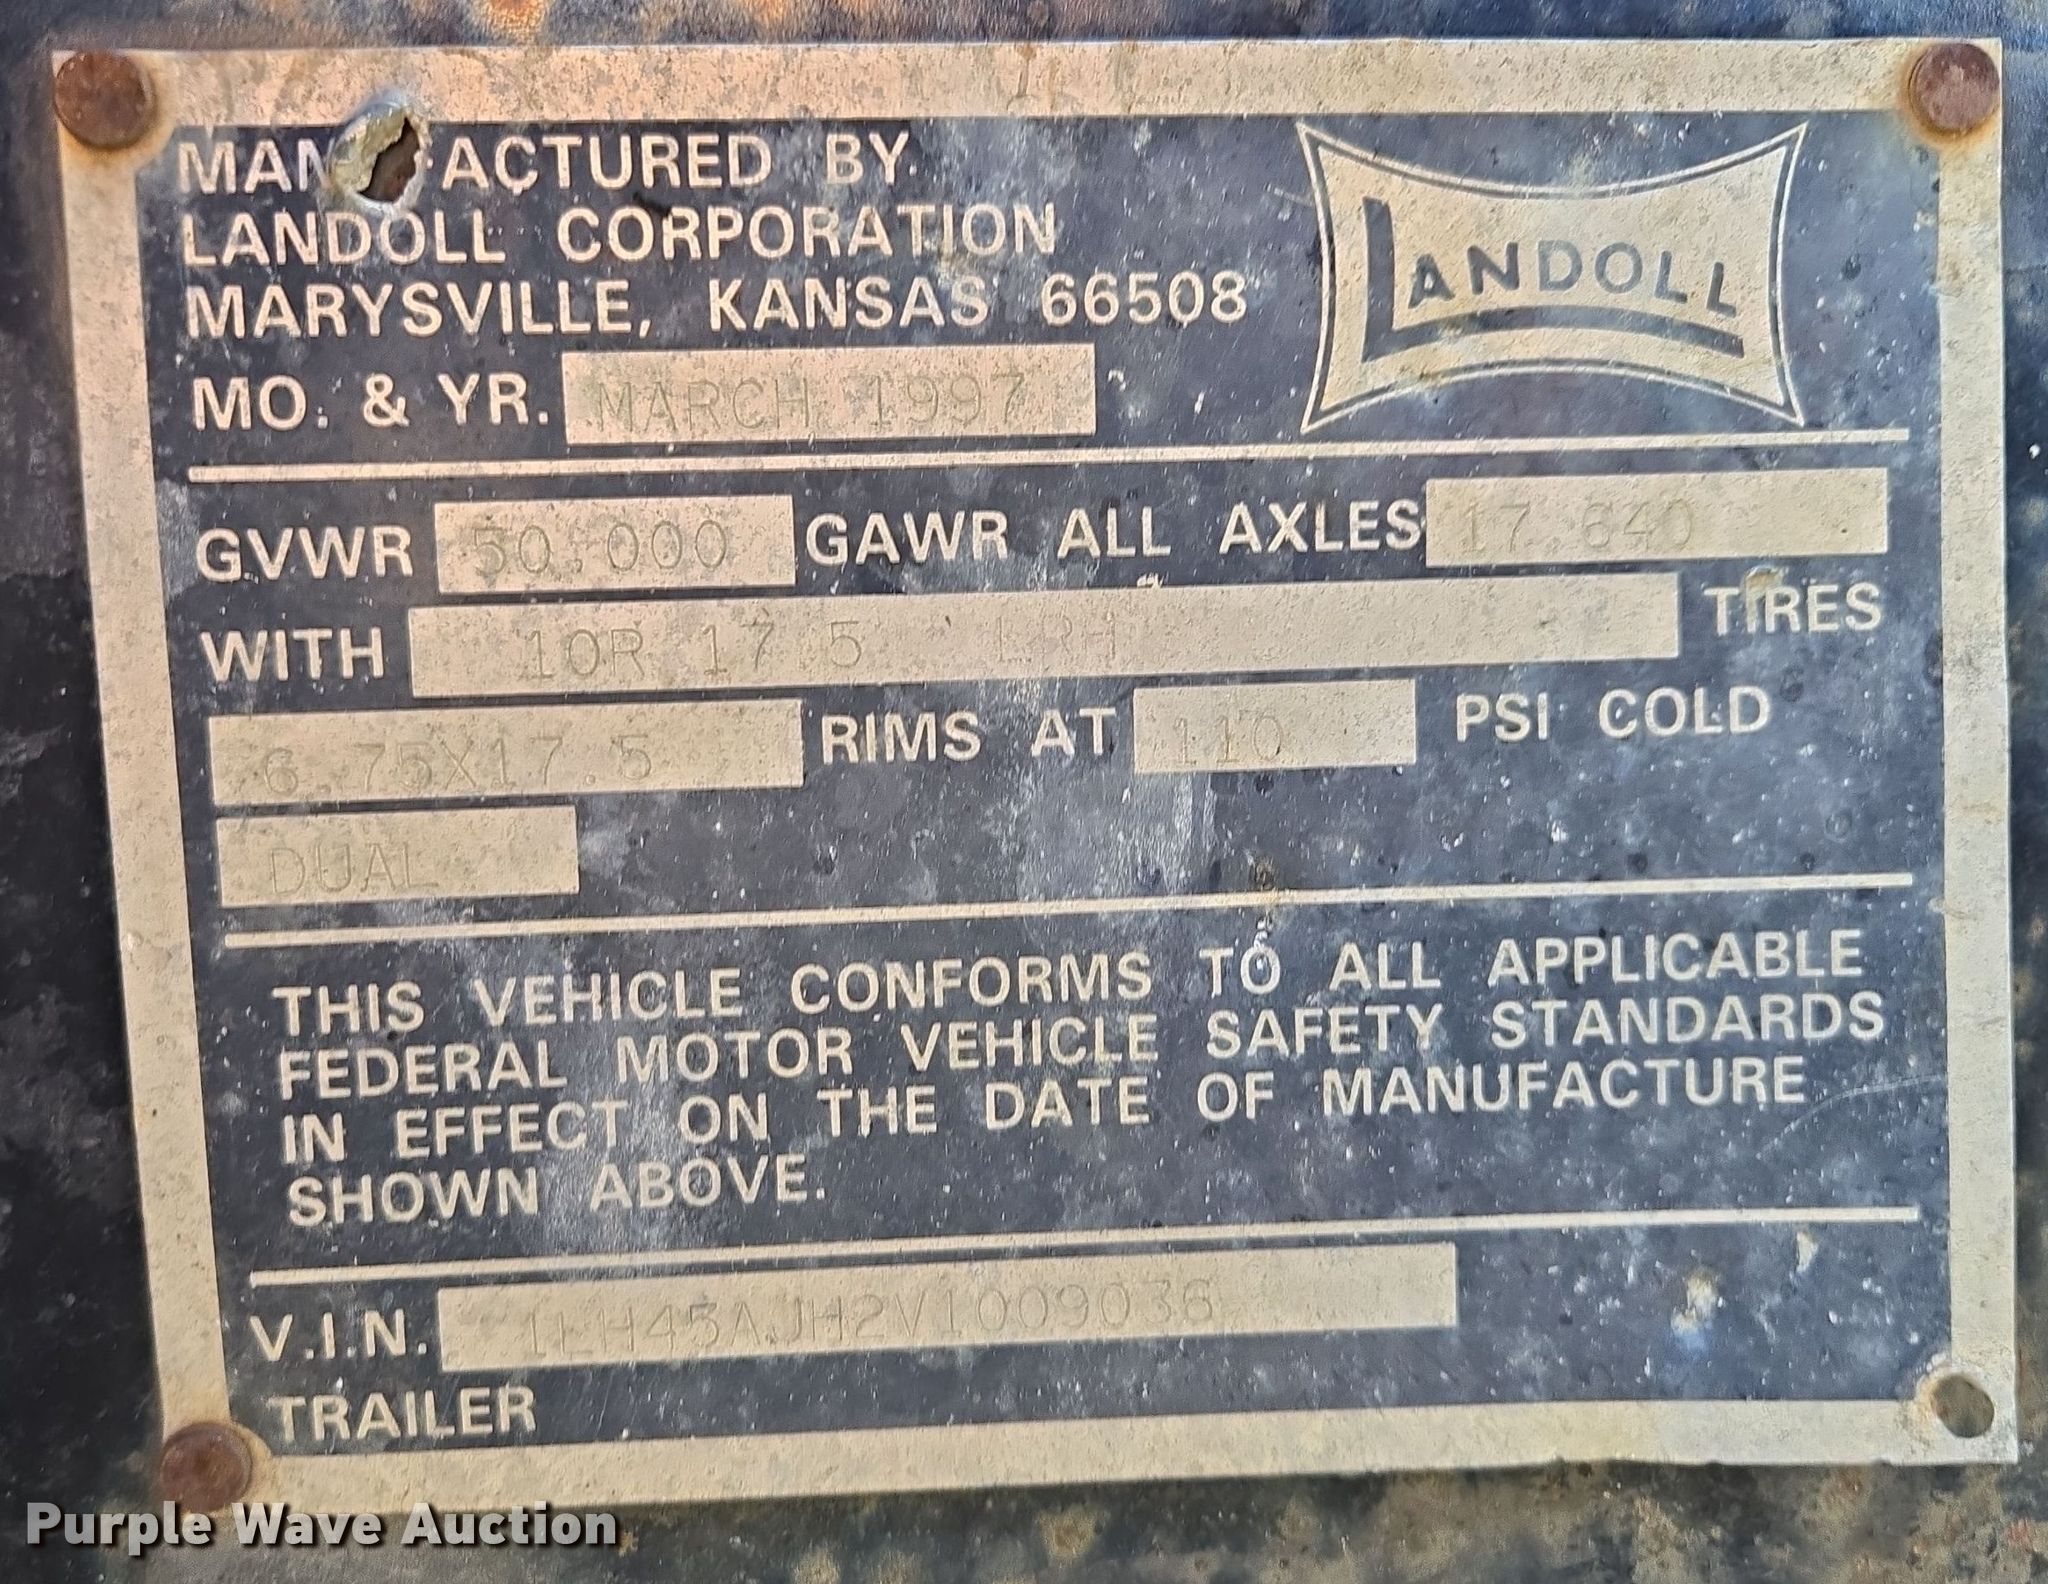 MAN ACTURED BY
LANDOLL CORPORATION
MARYSVILLE, KANSAS 66508
LANDOLL
MO. & YR. MARCH 1997
GVWR 50,000 GAWR ALL AXLES 17,640
WITH 10R 17.5 LRH TIRES
6.75X17.5 RIMS AT 110 PSI COLD
DUAL
THIS VEHICLE CONFORMS TO ALL APPLICABLE
FEDERAL MOTOR VEHICLE SAFETY STANDARDS
IN EFFECT ON THE DATE OF MANUFACTURE
SHOWN ABOVE.
V.I.N. 1LH45AJH2V1009036
TRAILER
Purple Wave Auction